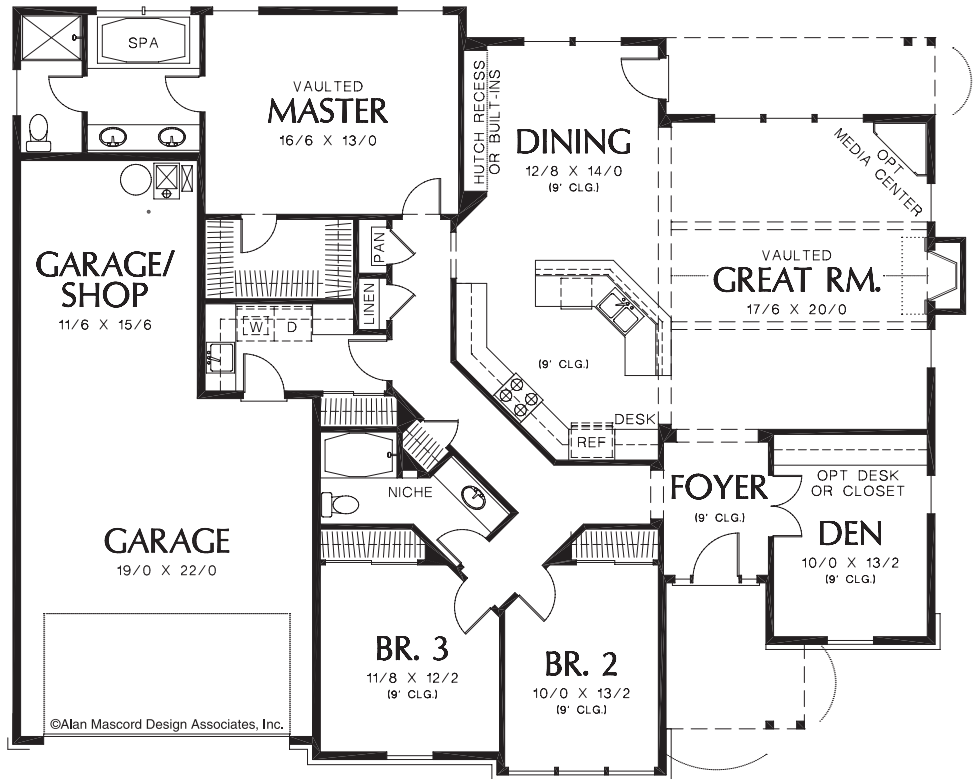 SPA
VAULTED
MASTER
16/6 X 13/0
HUTCH RECESS
OR BUILT-INS
DINING
12/8 X 14/0
(9' CLG.)
OPT
MEDIA CENTER
GARAGE/
SHOP
11/6 X 15/6
PAN
LINEN
W
D
VAULTED
GREAT RM.
17/6 X 20/0
(9' CLG.)
DESK
REF
NICHE
FOYER
(9' CLG.)
OPT DESK
OR CLOSET
DEN
10/0 X 13/2
(9' CLG.)
GARAGE
19/0 X 22/0
BR. 3
11/8 X 12/2
(9' CLG.)
BR. 2
10/0 X 13/2
(9' CLG.)
©Alan Mascord Design Associates, Inc.